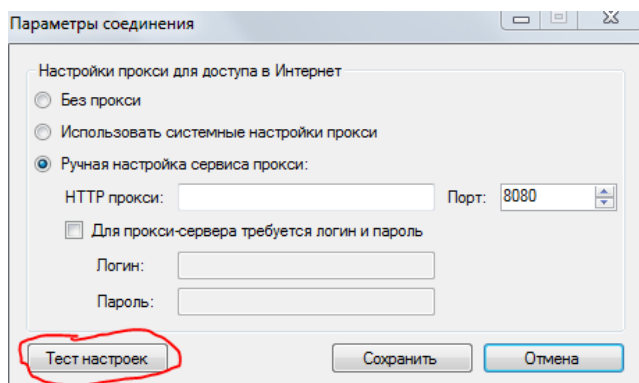 Параметры соединения
Настройки прокси для доступа в Интернет
Без прокси
Использовать системные настройки прокси
Ручная настройка сервиса прокси:
HTTP прокси: Порт: 8080
Для прокси-сервера требуется логин и пароль
Логин:
Пароль:
Тест настроек Сохранить Отмена